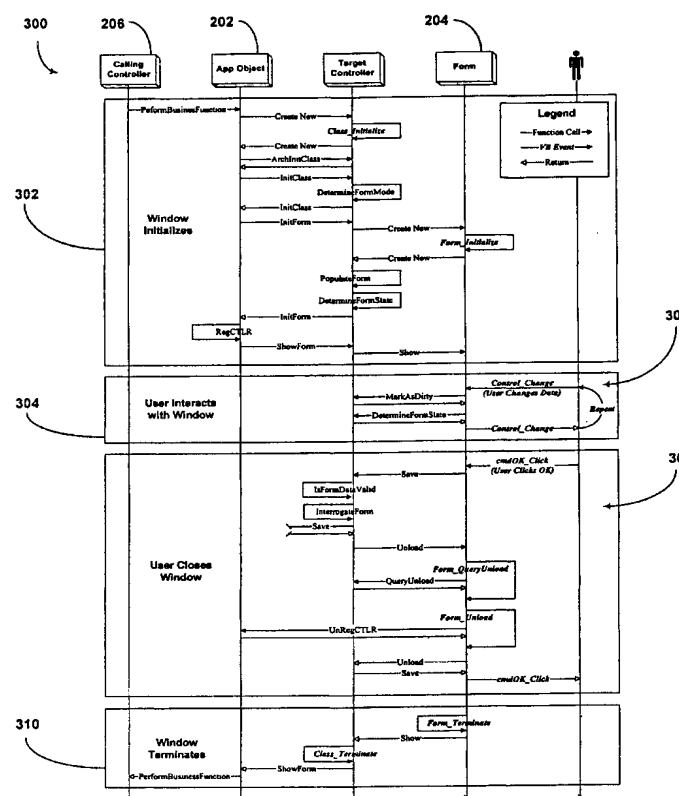 300
206
202
204
Calling
Controller
App Object
Target
Controller
Form
PeformBusinesFunction
Create New
Class_Initialize
Create New
ArchInitClass
InitClass
DetermineFormMode
InitClass
InitForm
Create New
Form_Initialize
Create New
PopulateForm
DetermineFormState
InitForm
RegCTLR
ShowForm
Show
Legend
Function Call
VB Event
Return
302
Window
Initializes
304
User Interacts
with Window
30
Control_Change
(User Changes Data)
MarkAsDirty
Repeat
DetermineFormState
Control_Change
cmdOK_Click
(User Clicks OK)
30
Save
IsFormDataValid
InterrogateForm
Save
Unload
User Closes
Window
Form_QueryUnload
QueryUnload
Form_Unload
UnRegCTLR
Unload
Save
cmdOK_Click
310
Window
Terminates
Form_Terminate
Show
Class_Terminate
ShowForm
PerformBusinessFunction